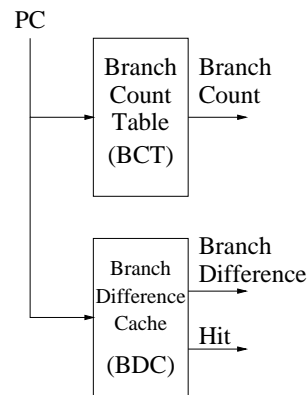 PC
Branch
Count
Table
(BCT)
Branch
Count
Branch
Difference
Cache
(BDC)
Branch
Difference
Hit